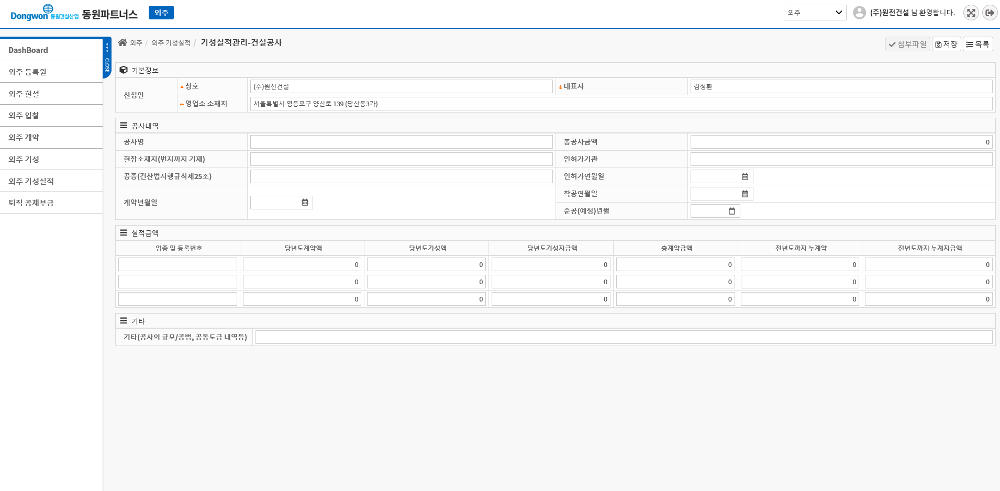 Dongwon 동원건설산업 동원파트너스 외주
외주 (주)원전건설 님 환영합니다.
CLOSE
DashBoard
외주 등록원
외주 현설
외주 입찰
외주 계약
외주 기성
외주 기성실적
퇴직 공제부금
외주 / 외주 기성실적 / 기성실적관리-건설공사
첨부파일 저장 목록
기본정보
신청인
상호 (주)원전건설 대표자 김정환
영업소 소재지 서울특별시 영등포구 양산로 139 (당산동3가)
공사내역
공사명 총공사금액 0
현장소재지(번지까지 기재) 인허가기관
공종(건산법시행규칙제25조) 인허가연월일
계약년월일 착공연월일
준공(예정)년월
실적금액
업종 및 등록번호 당년도계약액 당년도기성액 당년도기성지급액 총계약금액 전년도까지 누계약 전년도까지 누계지급액
0 0 0 0 0 0
0 0 0 0 0 0
0 0 0 0 0 0
기타
기타(공사의 규모/공법, 공동도급 내역등)